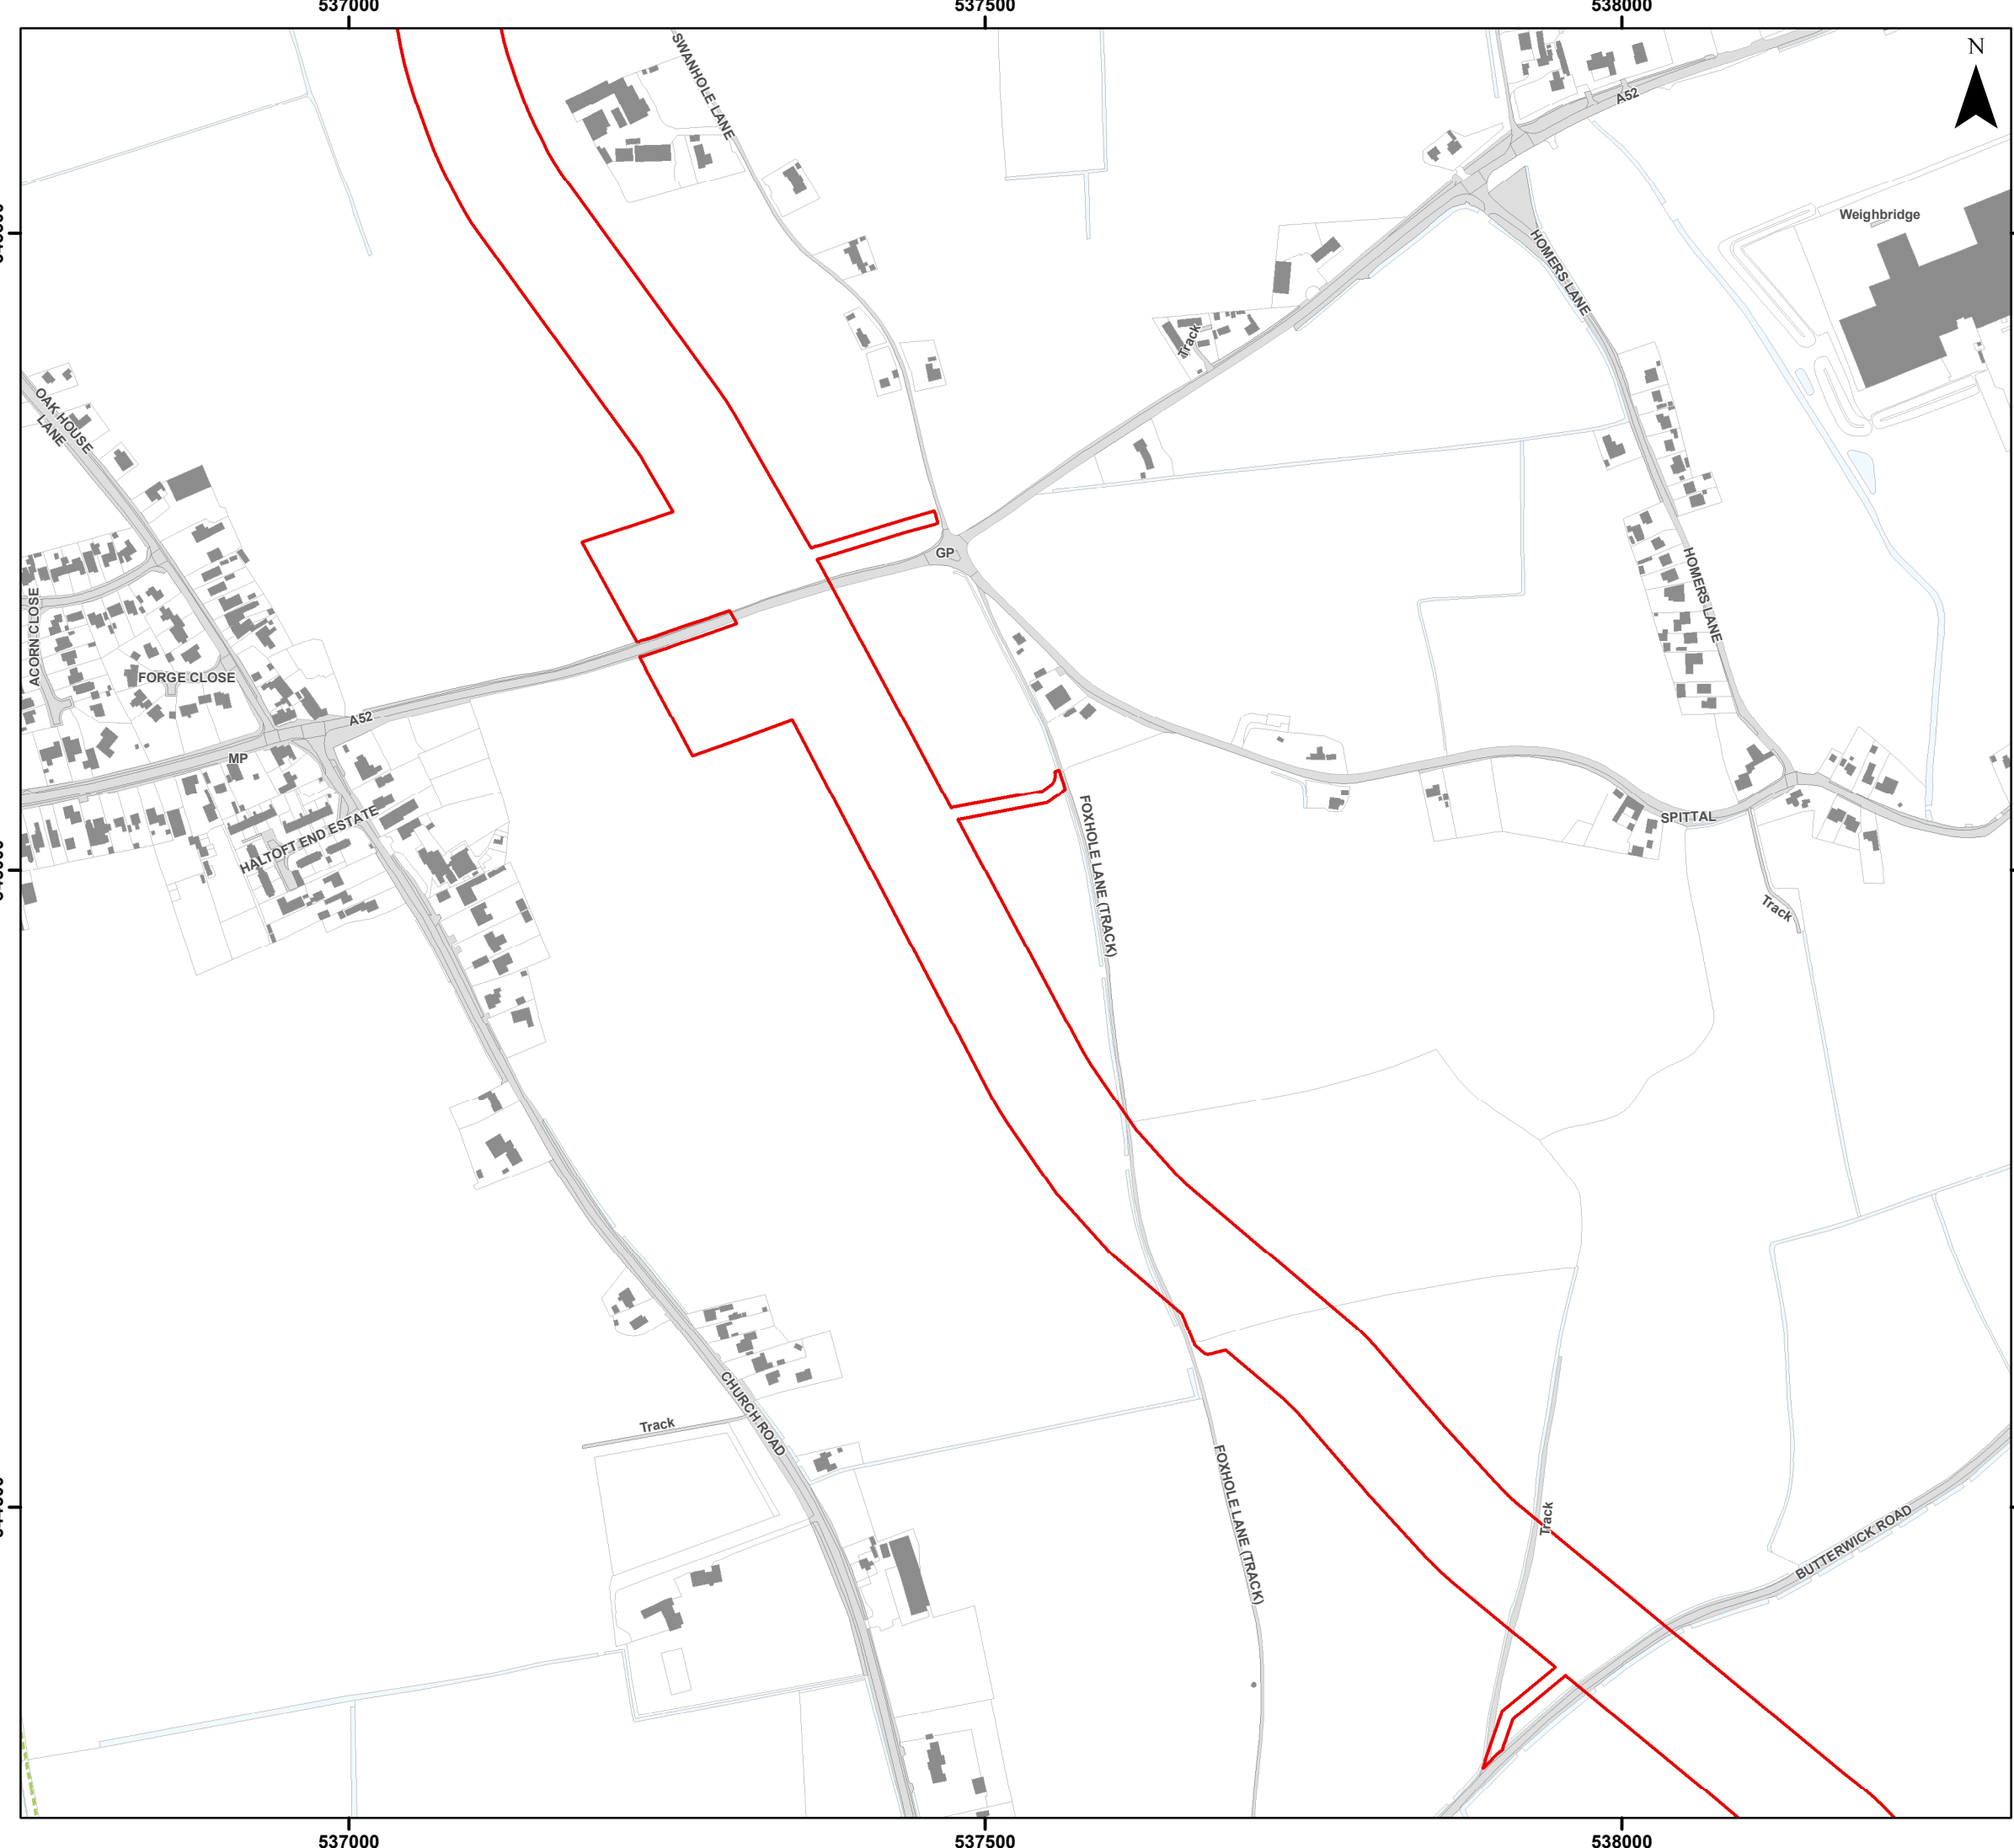 537000 537500 538000
N
SWANHOLE LANE
A52
Weighbridge
HOMERS LANE
Track
OAK HOUSE
LANE
GP
ACORN CLOSE
HOMERS LANE
FORGE CLOSE
A52
MP
HALTOFT END ESTATE
SPITTAL
FOXHOLE LANE (TRACK)
Track
CHURCH ROAD
Track
FOXHOLE LANE (TRACK)
Track
BUTTERWICK ROAD
537000 537500 538000